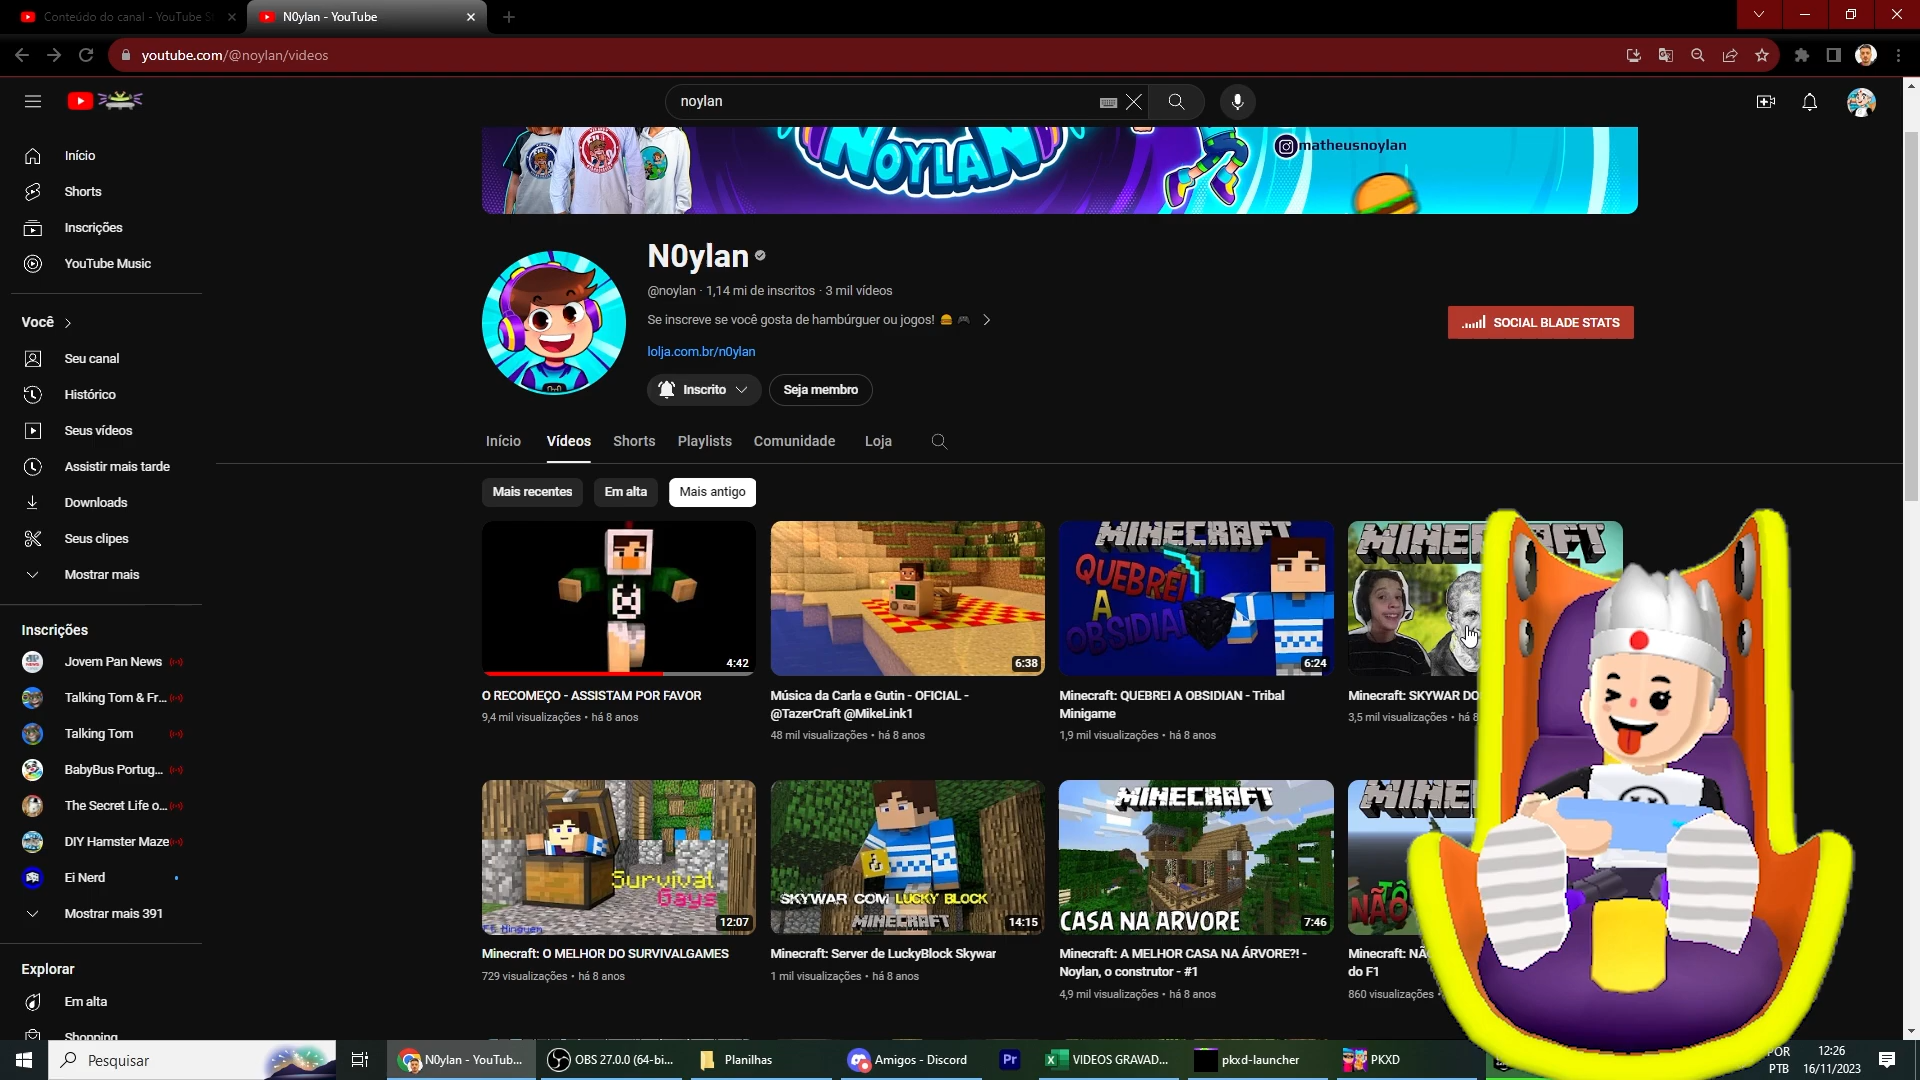 Conteúdo do canal - YouTube St
N0ylan - YouTube
youtube.com/@noylan/videos
noylan
NOYLAN
matheusnoylan
Início
Shorts
Inscrições
YouTube Music
Você
Seu canal
Histórico
Seus vídeos
Assistir mais tarde
Downloads
Seus clipes
Mostrar mais
Inscrições
Jovem Pan News
Talking Tom & Fr...
Talking Tom
BabyBus Portug...
The Secret Life o...
DIY Hamster Maze
Ei Nerd
Mostrar mais 391
Explorar
Em alta
Shopping
N0ylan
@noylan · 1,14 mi de inscritos · 3 mil vídeos
Se inscreve se você gosta de hambúrguer ou jogos!
lolja.com.br/n0ylan
Inscrito
Seja membro
SOCIAL BLADE STATS
Início Vídeos Shorts Playlists Comunidade Loja
Mais recentes Em alta Mais antigo
4:42
O RECOMEÇO - ASSISTAM POR FAVOR
9,4 mil visualizações • há 8 anos
6:38
Música da Carla e Gutin - OFICIAL -
@TazerCraft @MikeLink1
48 mil visualizações • há 8 anos
MINECRAFT
QUEBREI
A
OBSIDIA
6:24
Minecraft: QUEBREI A OBSIDIAN - Tribal
Minigame
1,9 mil visualizações • há 8 anos
MINECRAFT
Minecraft: SKYWAR DO
3,5 mil visualizações • há 8
Survival
Gays
12:07
Minecraft: O MELHOR DO SURVIVALGAMES
729 visualizações • há 8 anos
SKYWAR COM LUCKY BLOCK
MINECRAFT
14:15
Minecraft: Server de LuckyBlock Skywar
1 mil visualizações • há 8 anos
MINECRAFT
CASA NA ARVORE
7:46
Minecraft: A MELHOR CASA NA ÁRVORE?! -
Noylan, o construtor - #1
4,9 mil visualizações • há 8 anos
MINE
TÔ
NÃO
Minecraft: NÃ
do F1
860 visualizações •
Pesquisar
N0ylan - YouTub...
OBS 27.0.0 (64-bi...
Planilhas
Amigos - Discord
Pr
VIDEOS GRAVAD...
pkxd-launcher
PKXD
POR
PTB
12:26
16/11/2023